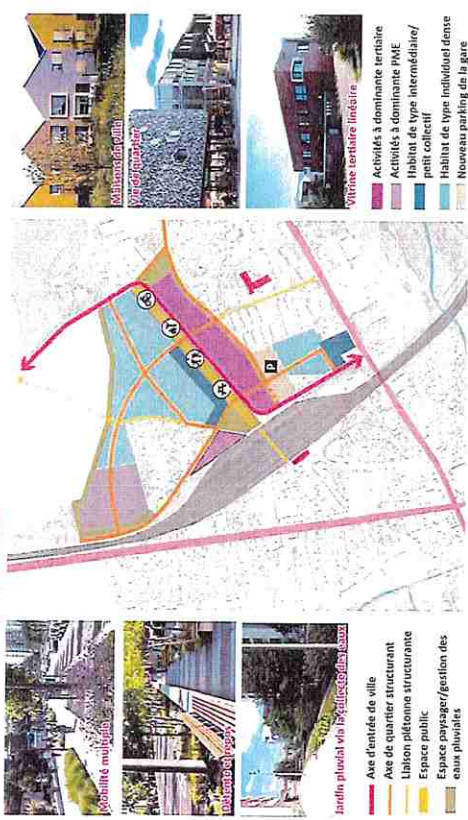 Mobilité multiple
Détente et repos
Jardin pluvial via la collecte des eaux
Axe d'entrée de ville
Axe de quartier structurant
Liaison piétonne structurante
Espace public
Espace paysager/gestion des
eaux pluviales
P
Maisons de ville
Vie de quartier
Vitrine tertiaire linéaire
Activités à dominante tertiaire
Activités à dominante PME
Habitat de type intermédiaire/
petit collectif
Habitat de type individuel dense
Nouveau parking de la gare